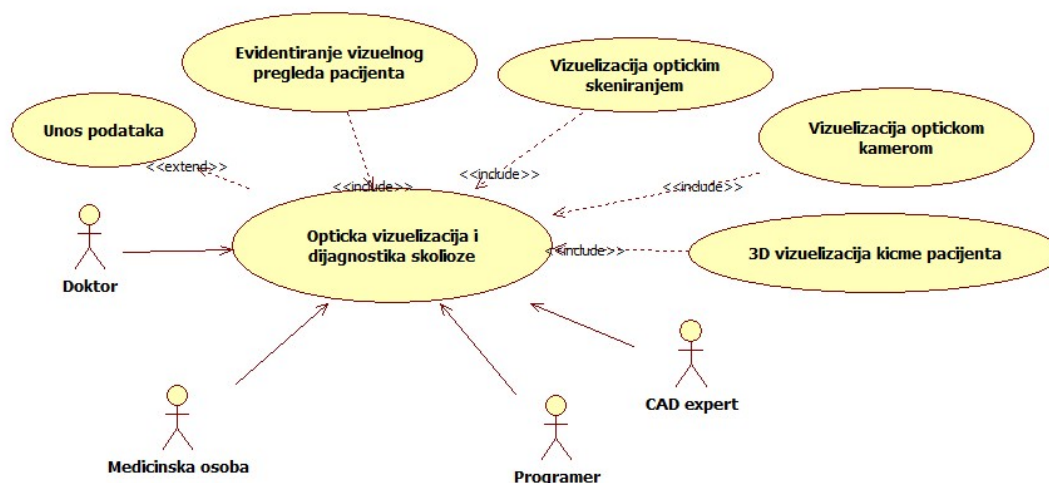 Evidentiranje vizuelnog
pregleda pacijenta
Vizuelizacija optickim
skeniranjem
Unos podataka
Vizuelizacija optickom
kamerom
<<extend>>
<<include>>
<<include>>
<<include>>
Opticka vizuelizacija i
dijagnostika skolioze
<<include>>
3D vizuelizacija kicme pacijenta
Doktor
CAD expert
Medicinska osoba
Programer